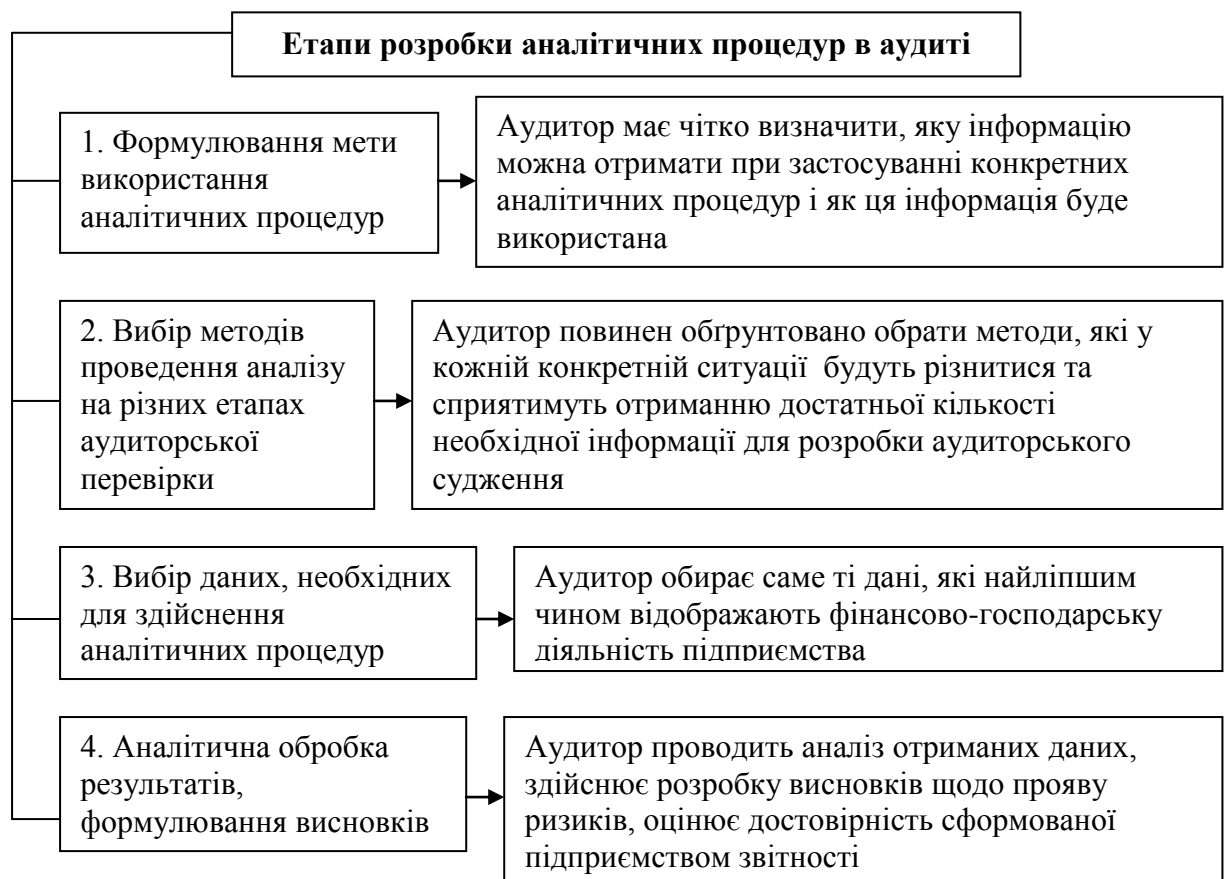 Етапи розробки аналітичних процедур в аудиті
1. Формулювання мети
використання
аналітичних процедур
Аудитор має чітко визначити, яку інформацію
можна отримати при застосуванні конкретних
аналітичних процедур і як ця інформація буде
використана
2. Вибір методів
проведення аналізу
на різних етапах
аудиторської
перевірки
Аудитор повинен обґрунтовано обрати методи, які у
кожній конкретній ситуації будуть різнитися та
сприятимуть отриманню достатньої кількості
необхідної інформації для розробки аудиторського
судження
3. Вибір даних, необхідних
для здійснення
аналітичних процедур
Аудитор обирає саме ті дані, які найліпшим
чином відображають фінансово-господарську
діяльність підприємства
4. Аналітична обробка
результатів,
формулювання висновків
Аудитор проводить аналіз отриманих даних,
здійснює розробку висновків щодо прояву
ризиків, оцінює достовірність сформованої
підприємством звітності